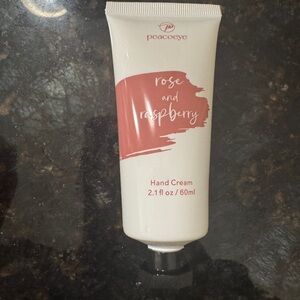 peacoeye
rose
and
raspberry
Hand Cream
2.1 fl oz / 60ml